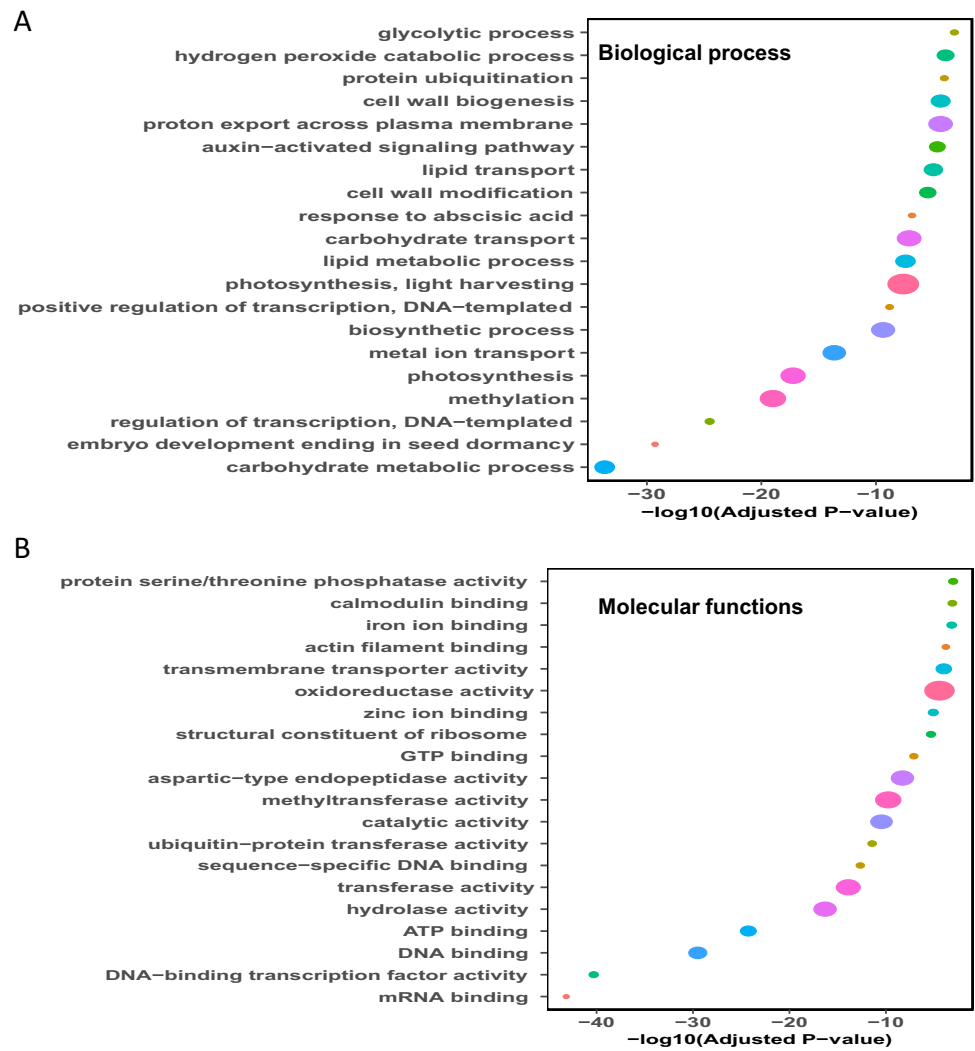 A
glycolytic process
Biological process
hydrogen peroxide catabolic process
protein ubiquitination
cell wall biogenesis
proton export across plasma membrane
auxin−activated signaling pathway
lipid transport
cell wall modification
response to abscisic acid
carbohydrate transport
lipid metabolic process
photosynthesis, light harvesting
positive regulation of transcription, DNA−templated
biosynthetic process
metal ion transport
photosynthesis
methylation
regulation of transcription, DNA−templated
embryo development ending in seed dormancy
carbohydrate metabolic process
−30 −20 −10
−log10(Adjusted P−value)
B
protein serine/threonine phosphatase activity
calmodulin binding
Molecular functions
iron ion binding
actin filament binding
transmembrane transporter activity
oxidoreductase activity
zinc ion binding
structural constituent of ribosome
GTP binding
aspartic−type endopeptidase activity
methyltransferase activity
catalytic activity
ubiquitin−protein transferase activity
sequence−specific DNA binding
transferase activity
hydrolase activity
ATP binding
DNA binding
DNA−binding transcription factor activity
mRNA binding
−40 −30 −20 −10
−log10(Adjusted P−value)